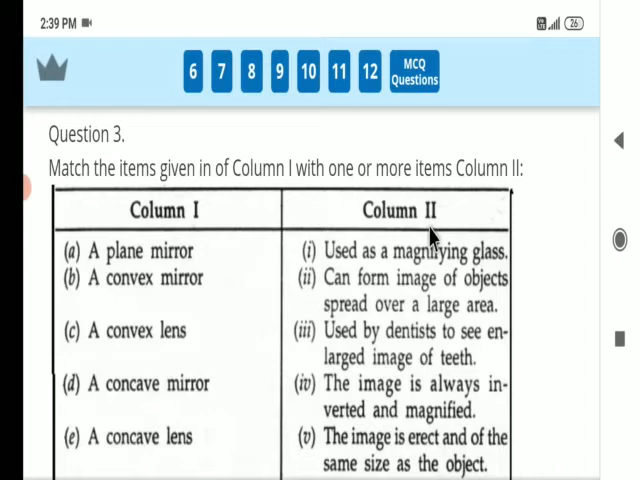 2:39 PM
26
6 7 8 9 10 11 12 MCQ Questions
Question 3.
Match the items given in of Column I with one or more items Column II:
Column I Column II
(a) A plane mirror (i) Used as a magnifying glass.
(b) A convex mirror (ii) Can form image of objects
spread over a large area.
(c) A convex lens (iii) Used by dentists to see en-
larged image of teeth.
(d) A concave mirror (iv) The image is always in-
verted and magnified.
(e) A concave lens (v) The image is erect and of the
same size as the object.